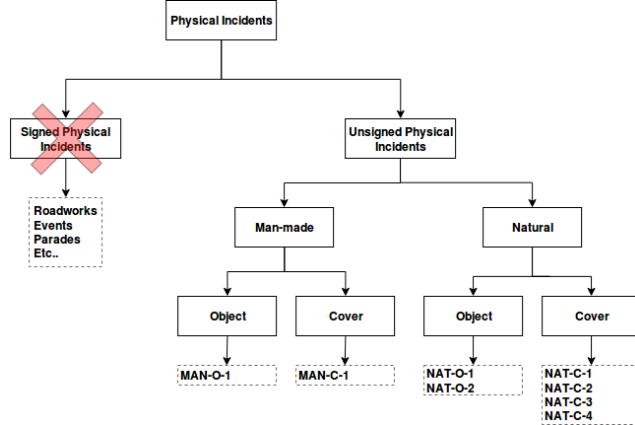 Physical Incidents
Signed Physical
Incidents
Unsigned Physical
Incidents
Roadworks
Events
Parades
Etc..
Man-made
Natural
Object
Cover
Object
Cover
MAN-O-1
MAN-C-1
NAT-O-1
NAT-O-2
NAT-C-1
NAT-C-2
NAT-C-3
NAT-C-4